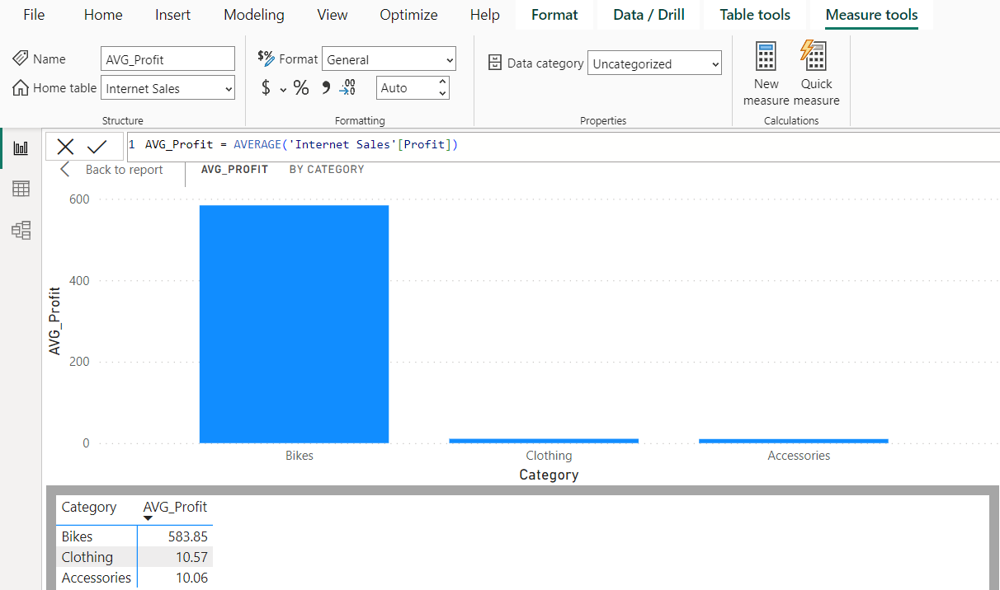 File Home Insert Modeling View Optimize Help Format Data / Drill Table tools Measure tools
Name AVG_Profit
Home table Internet Sales
Structure
$% Format General
$ % , .00 →.0 Auto
Formatting
Data category Uncategorized
Properties
New measure
Quick measure
Calculations
1 AVG_Profit = AVERAGE('Internet Sales'[Profit])
Back to report AVG_PROFIT BY CATEGORY
AVG_Profit
600
400
200
0
Bikes Clothing Accessories
Category
Category AVG_Profit
Bikes 583.85
Clothing 10.57
Accessories 10.06